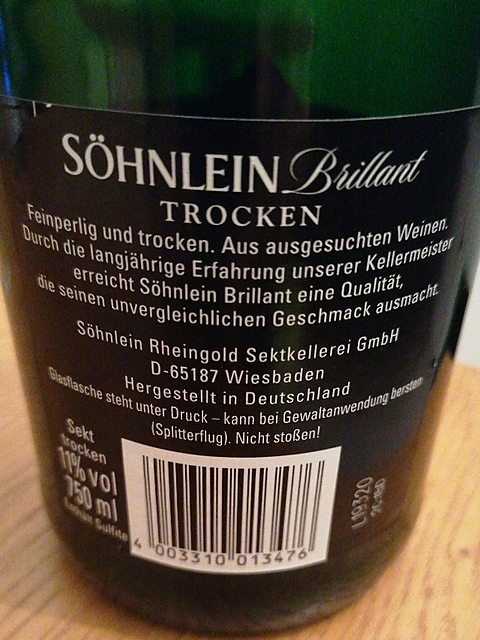 SÖHNLEIN Brillant
TROCKEN
Feinperlig und trocken. Aus ausgesuchten Weinen.
Durch die langjährige Erfahrung unserer Kellermeister
erreicht Söhnlein Brillant eine Qualität,
die seinen unvergleichlichen Geschmack ausmacht.
Söhnlein Rheingold Sektkellerei GmbH
D-65187 Wiesbaden
Hergestellt in Deutschland
Glasflasche steht unter Druck – kann bei Gewaltanwendung bersten
(Splitterflug). Nicht stoßen!
Sekt
trocken
11% vol
750 ml
Sulfite
4 003310 013476
L19320